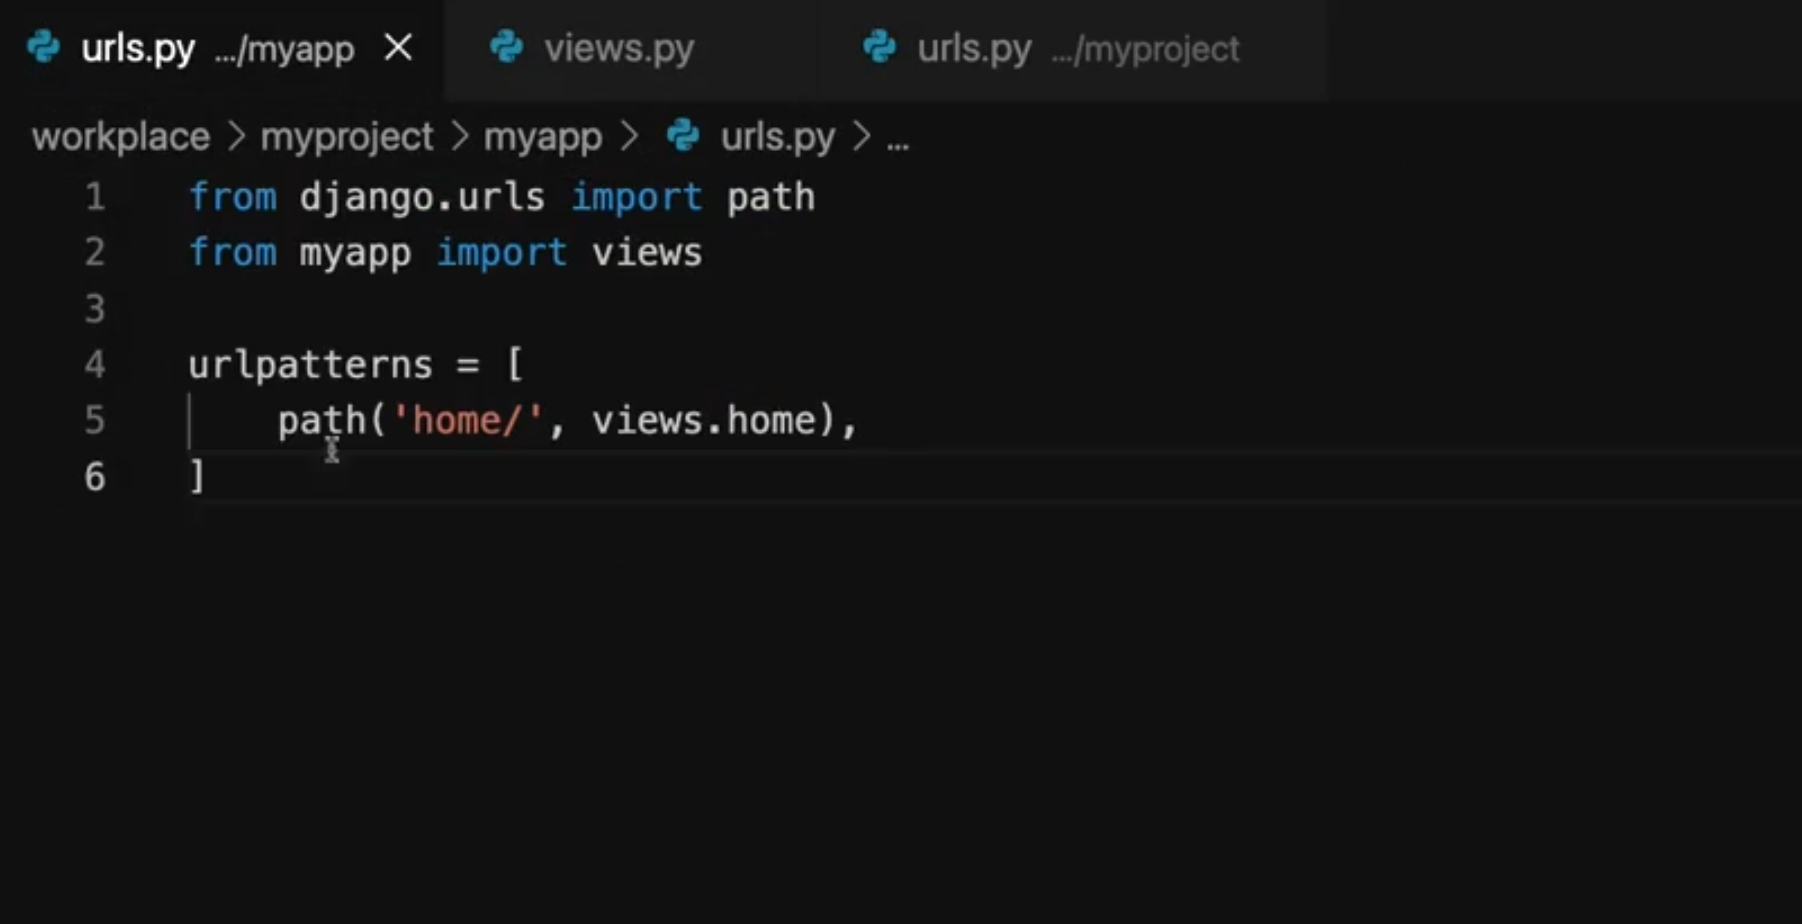 urls.py .../myapp views.py urls.py .../myproject
workplace > myproject > myapp > urls.py > ...
1 from django.urls import path
2 from myapp import views
3
4 urlpatterns = [
5     path('home/', views.home),
6 ]